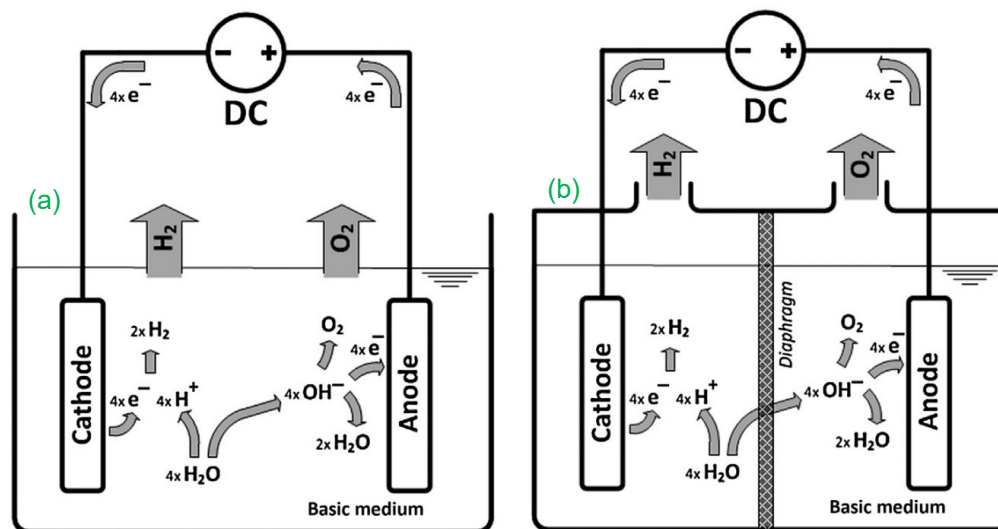 (a)
− +
DC
4x e−
4x e−
H2
O2
Cathode
Anode
2x H2
4x e− 4x H+
4x H2O
O2
4x e−
4x OH−
2x H2O
Basic medium
(b)
− +
DC
4x e−
4x e−
H2
O2
Cathode
Diaphragm
Anode
2x H2
4x e− 4x H+
4x H2O
O2
4x e−
4x OH−
2x H2O
Basic medium